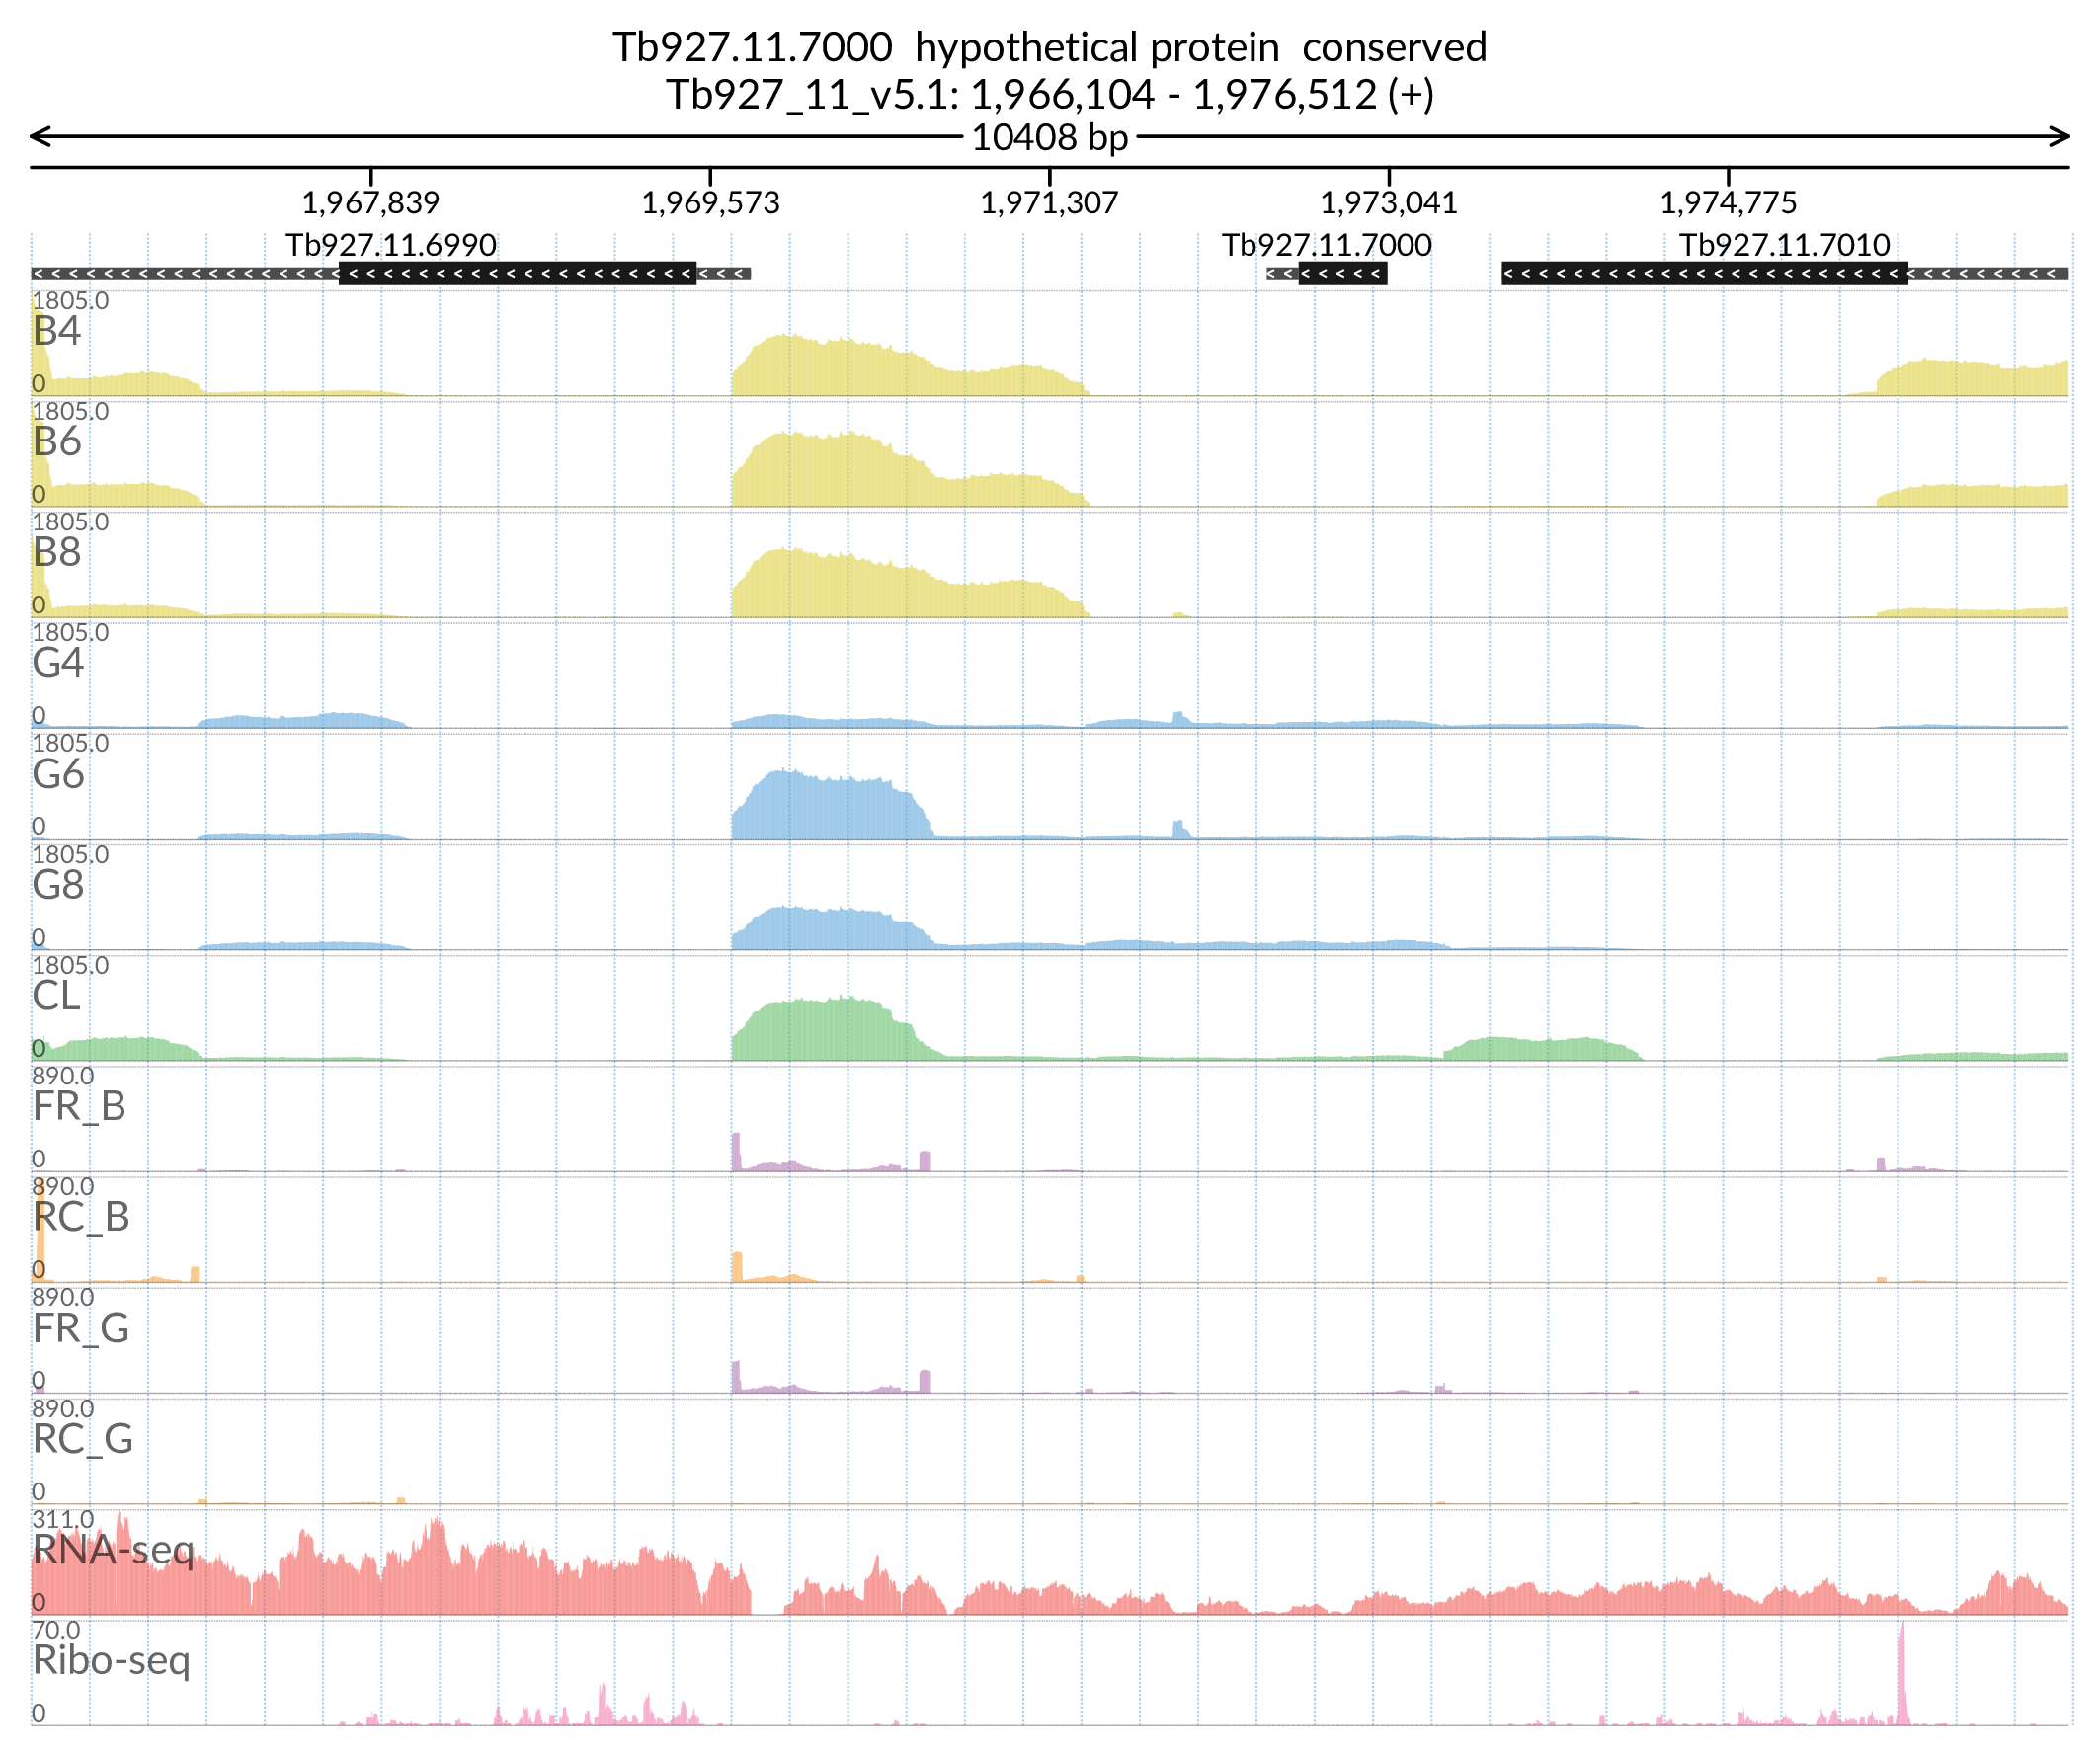 Tb927.11.7000 hypothetical protein conserved
Tb927_11_v5.1: 1,966,104 - 1,976,512 (+)
10408 bp
1,967,839 1,969,573 1,971,307 1,973,041 1,974,775
Tb927.11.6990 Tb927.11.7000 Tb927.11.7010
1805.0
B4
0
1805.0
B6
0
1805.0
B8
0
1805.0
G4
0
1805.0
G6
0
1805.0
G8
0
1805.0
CL
0
890.0
FR_B
0
890.0
RC_B
0
890.0
FR_G
0
890.0
RC_G
0
311.0
RNA-seq
0
70.0
Ribo-seq
0